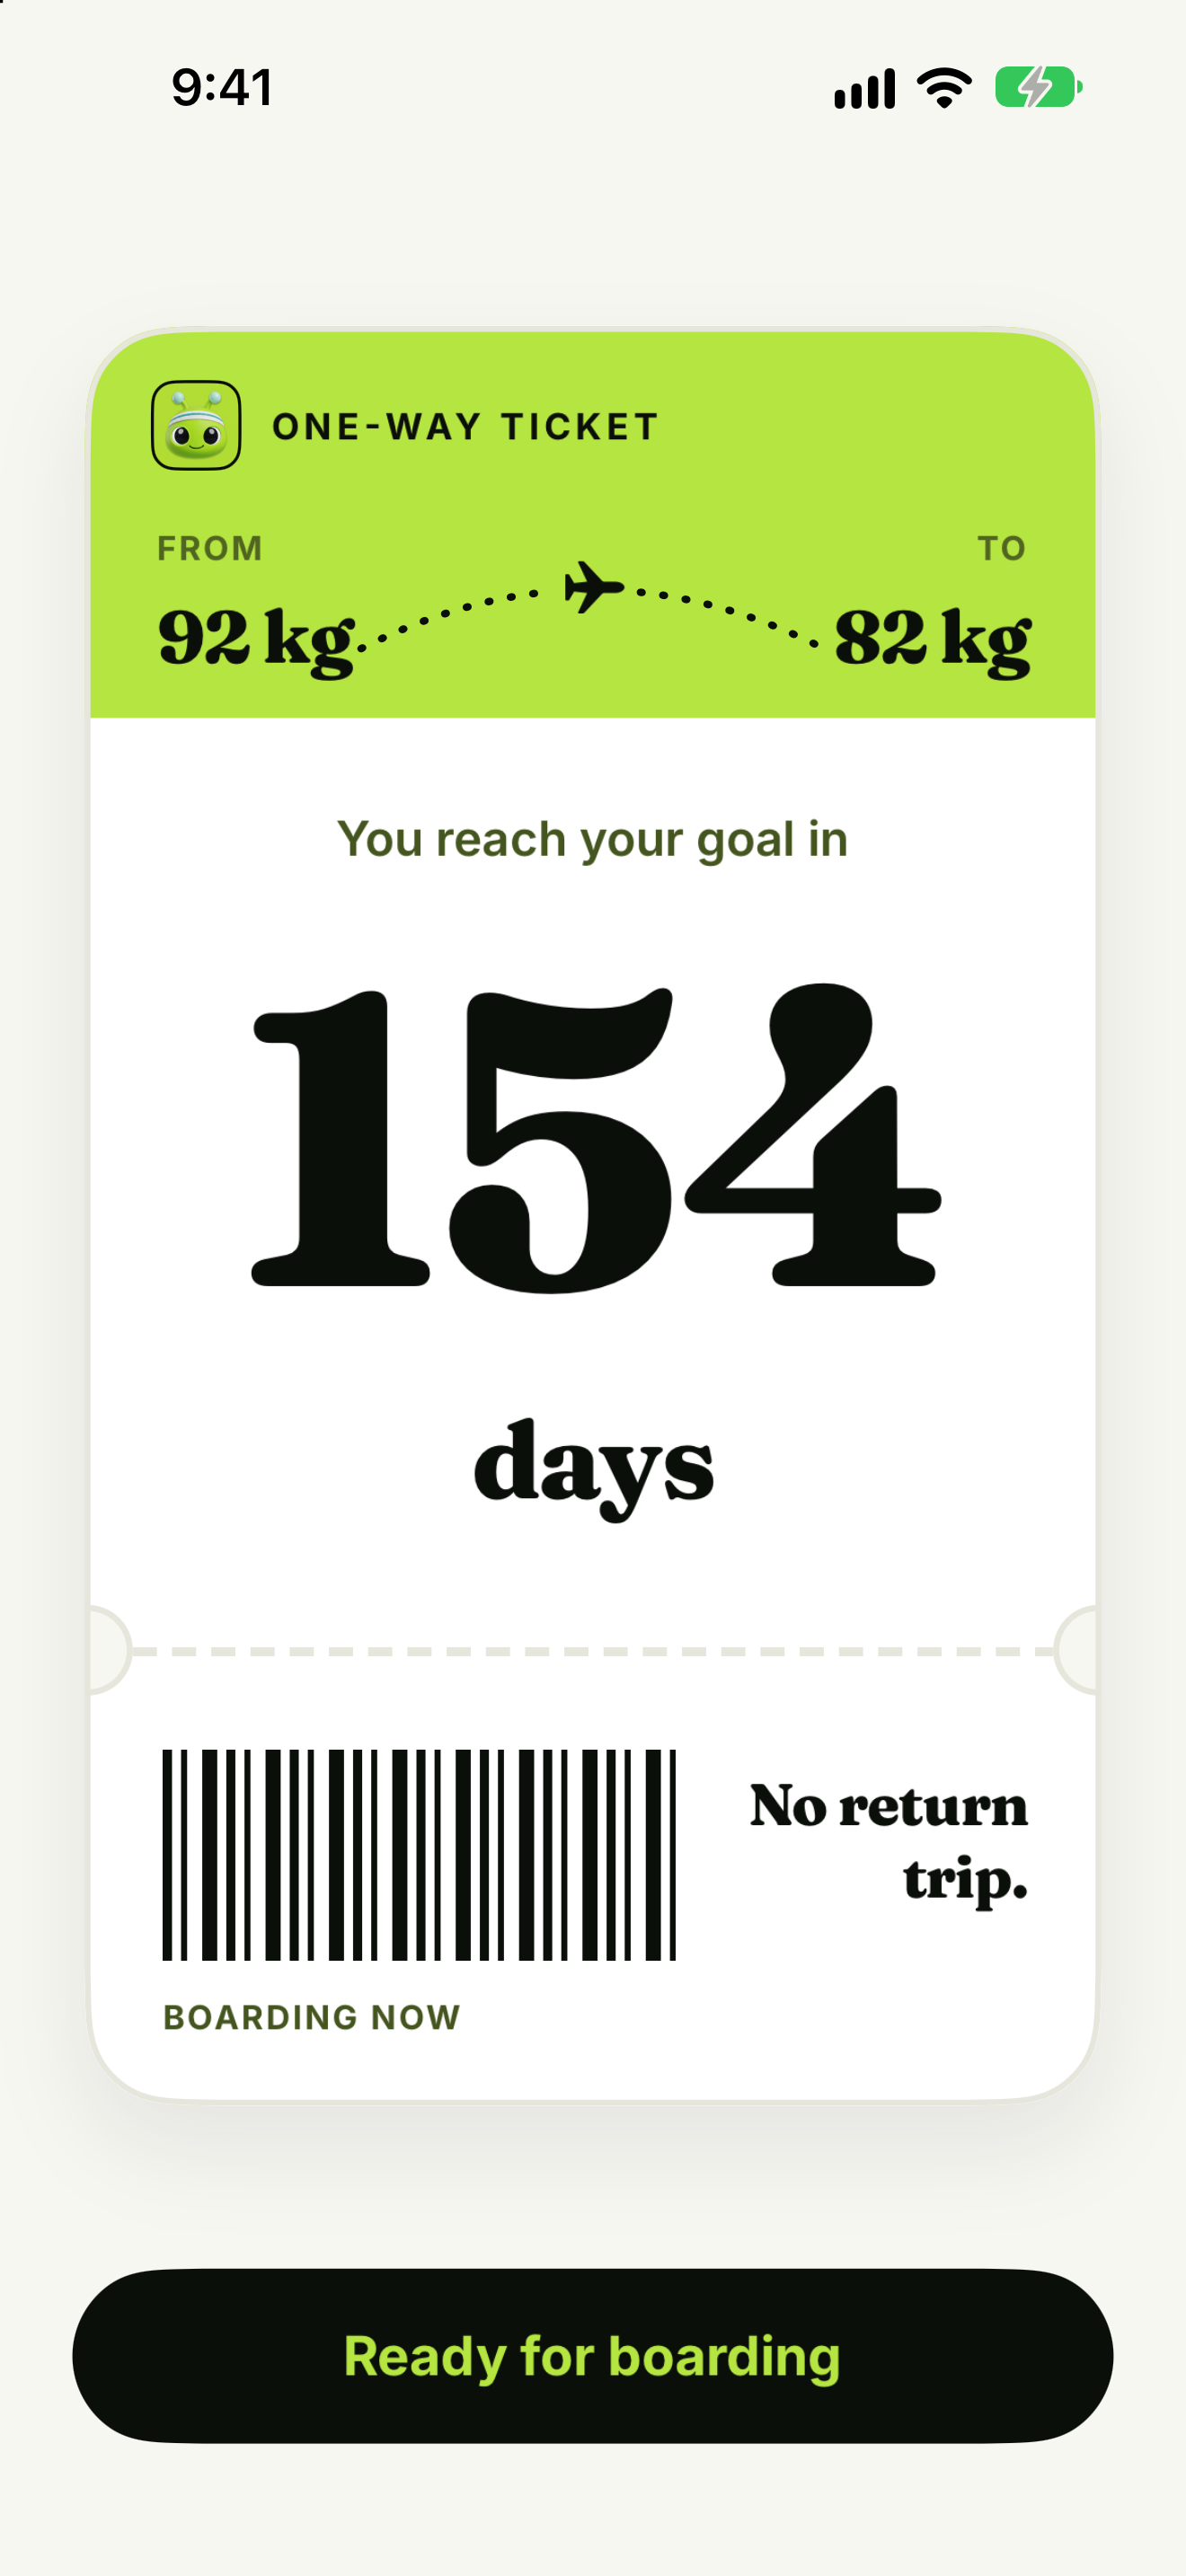 9:41
ONE-WAY TICKET
FROM
TO
92 kg
82 kg
You reach your goal in
154
days
No return
trip.
BOARDING NOW
Ready for boarding